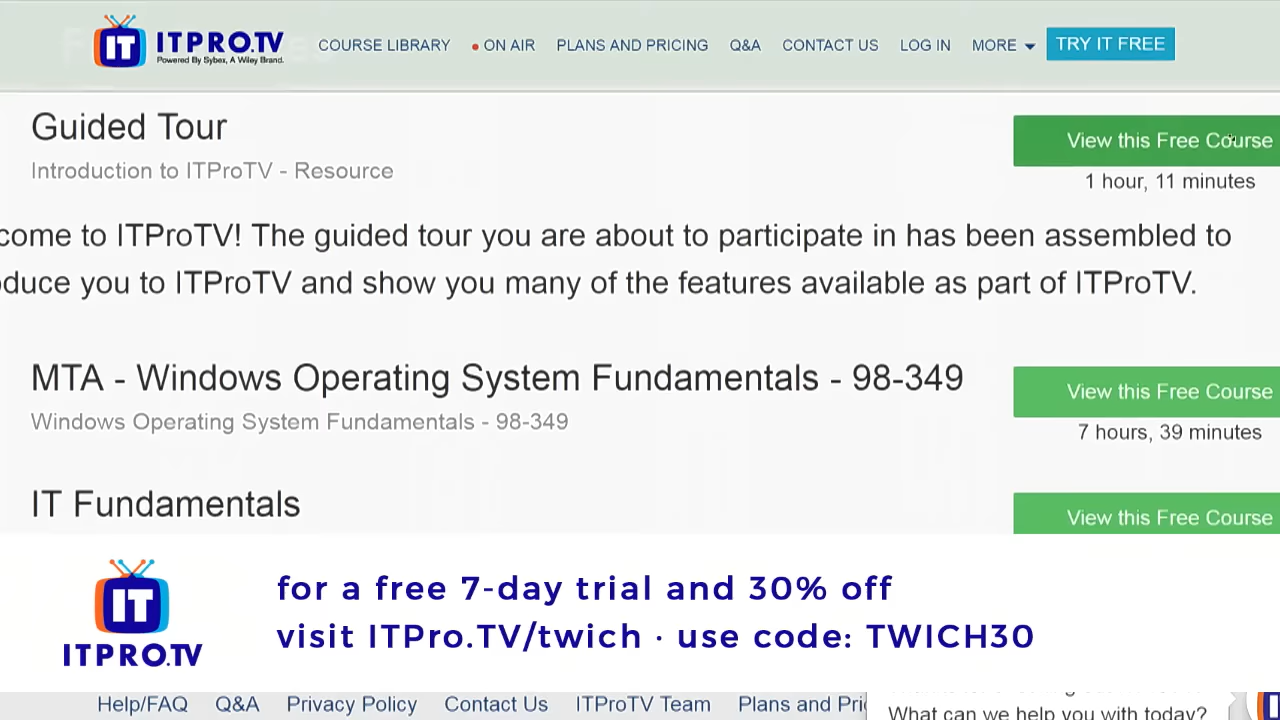 IT ITPRO.TV
Powered By Sybex, A Wiley Brand.
COURSE LIBRARY ON AIR PLANS AND PRICING Q&A CONTACT US LOG IN MORE TRY IT FREE
Guided Tour
View this Free Course
Introduction to ITProTV - Resource
1 hour, 11 minutes
come to ITProTV! The guided tour you are about to participate in has been assembled to
duce you to ITProTV and show you many of the features available as part of ITProTV.
MTA - Windows Operating System Fundamentals - 98-349
View this Free Course
Windows Operating System Fundamentals - 98-349
7 hours, 39 minutes
IT Fundamentals
View this Free Course
IT
ITPRO.TV
for a free 7-day trial and 30% off
visit ITPro.TV/twich · use code: TWICH30
Help/FAQ Q&A Privacy Policy Contact Us ITProTV Team Plans and Pri
What can we help you with today?